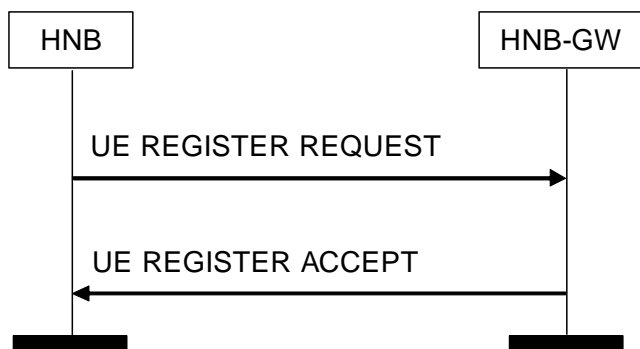 HNB
HNB-GW
UE REGISTER REQUEST
UE REGISTER ACCEPT